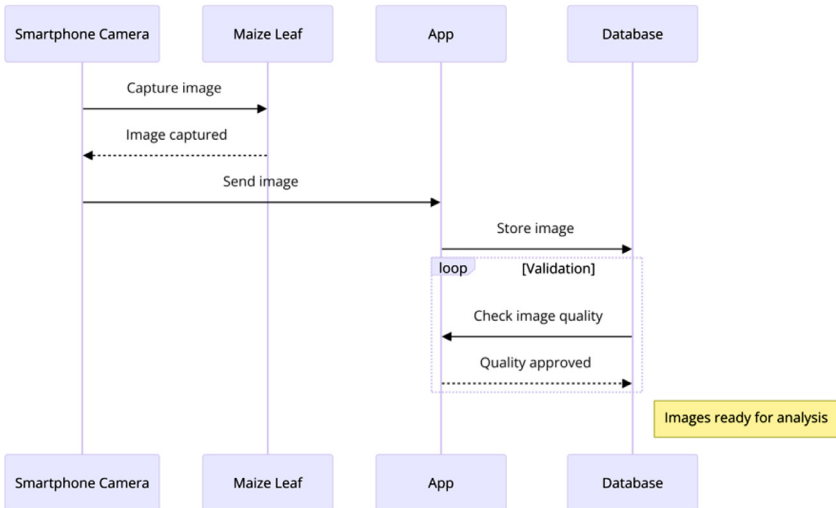 Smartphone Camera
Maize Leaf
App
Database
Capture image
Image captured
Send image
Store image
loop
[Validation]
Check image quality
Quality approved
Images ready for analysis
Smartphone Camera
Maize Leaf
App
Database